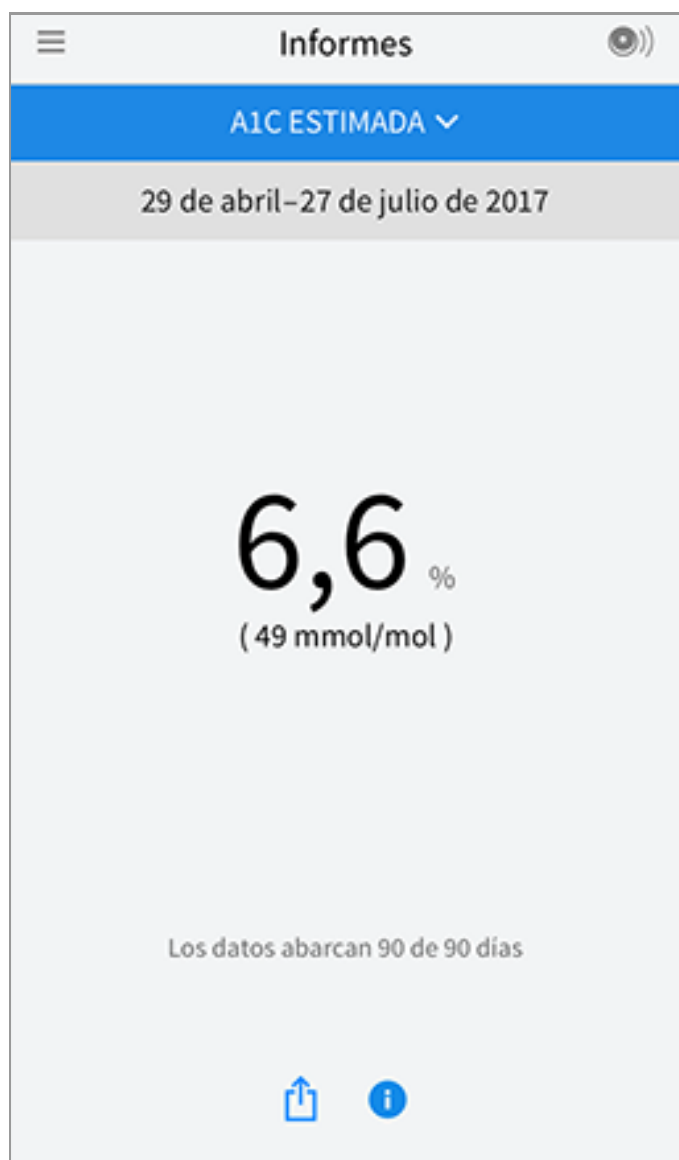 Informes
A1C ESTIMADA
29 de abril–27 de julio de 2017
6,6 %
( 49 mmol/mol )
Los datos abarcan 90 de 90 días